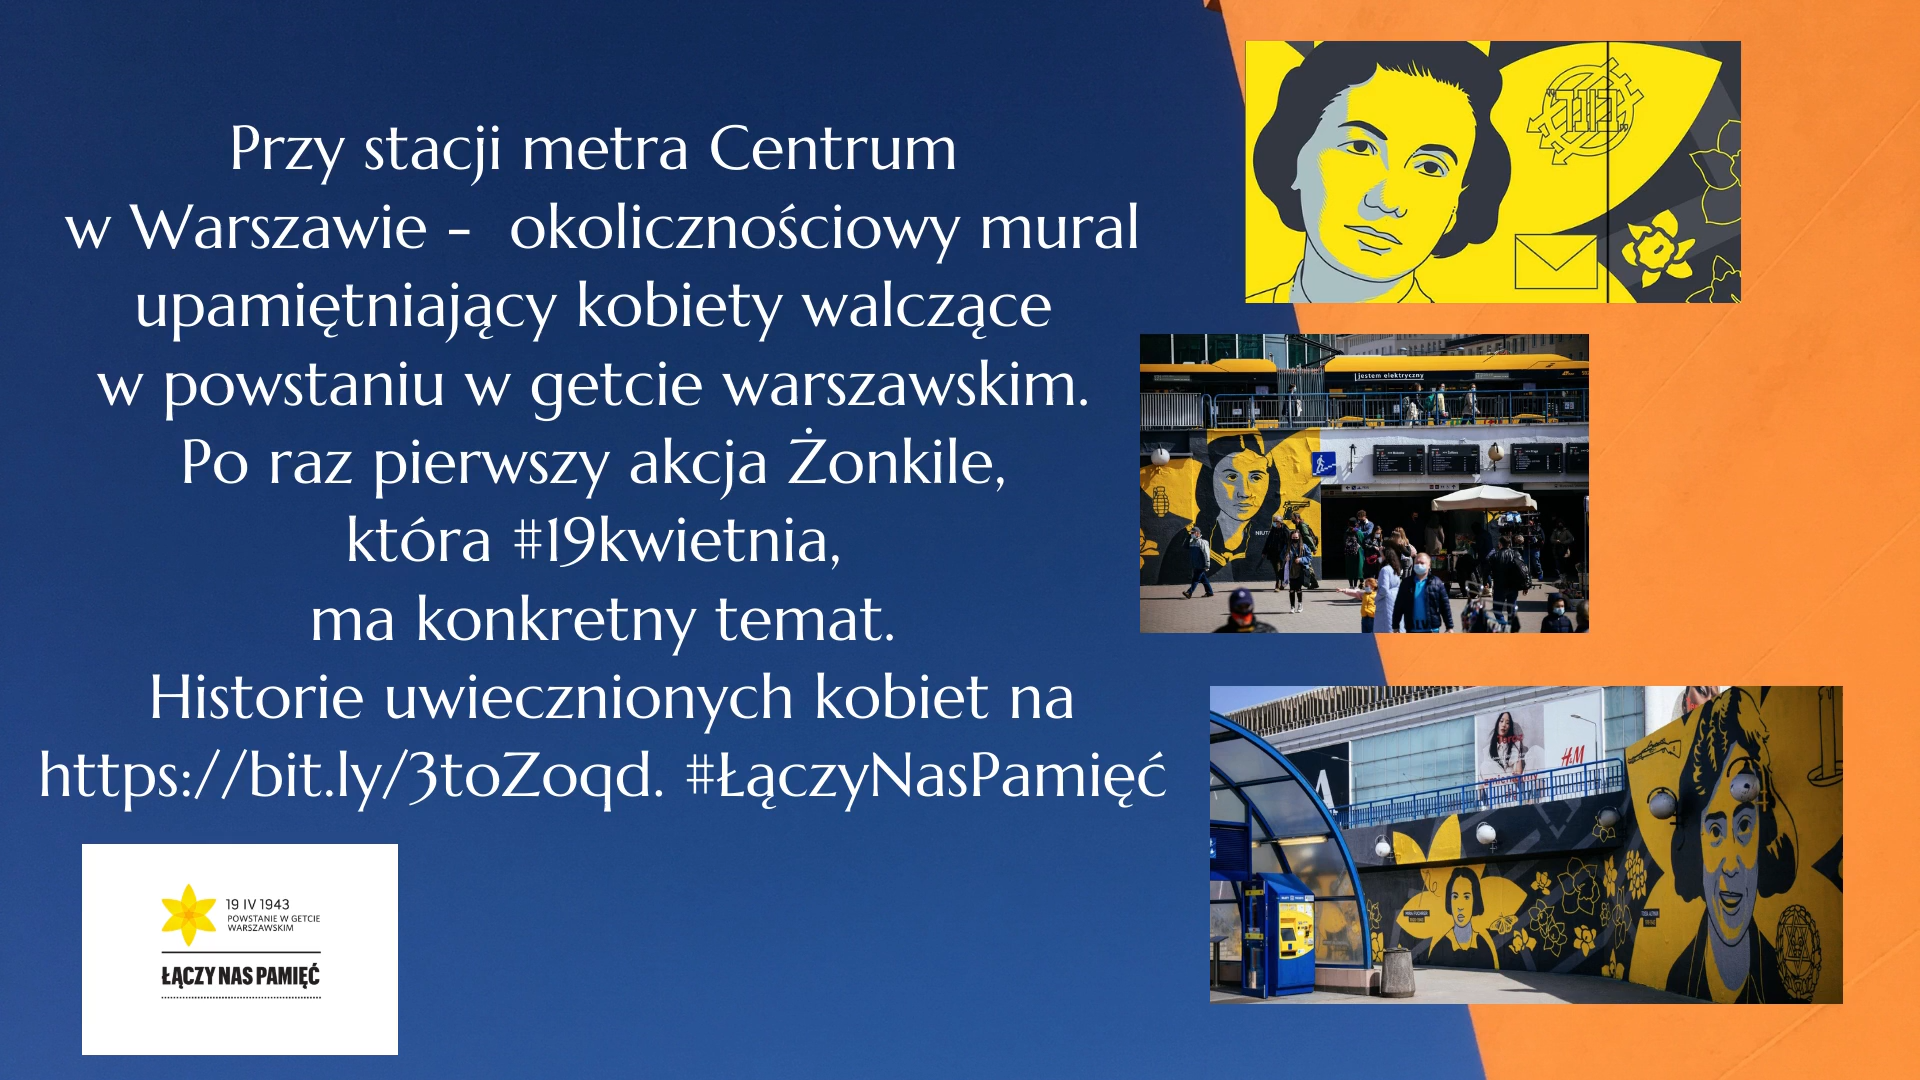 Przy stacji metra Centrum
w Warszawie - okolicznościowy mural
upamiętniający kobiety walczące
w powstaniu w getcie warszawskim.
Po raz pierwszy akcja Żonkile,
która #19kwietnia,
ma konkretny temat.
Historie uwiecznionych kobiet na
https://bit.ly/3toZoqd. #ŁączyNasPamięć
19 IV 1943
POWSTANIE W GETCIE
WARSZAWSKIM
ŁĄCZY NAS PAMIĘĆ
בונד
jestem elektryczny
NIUTA
H&M